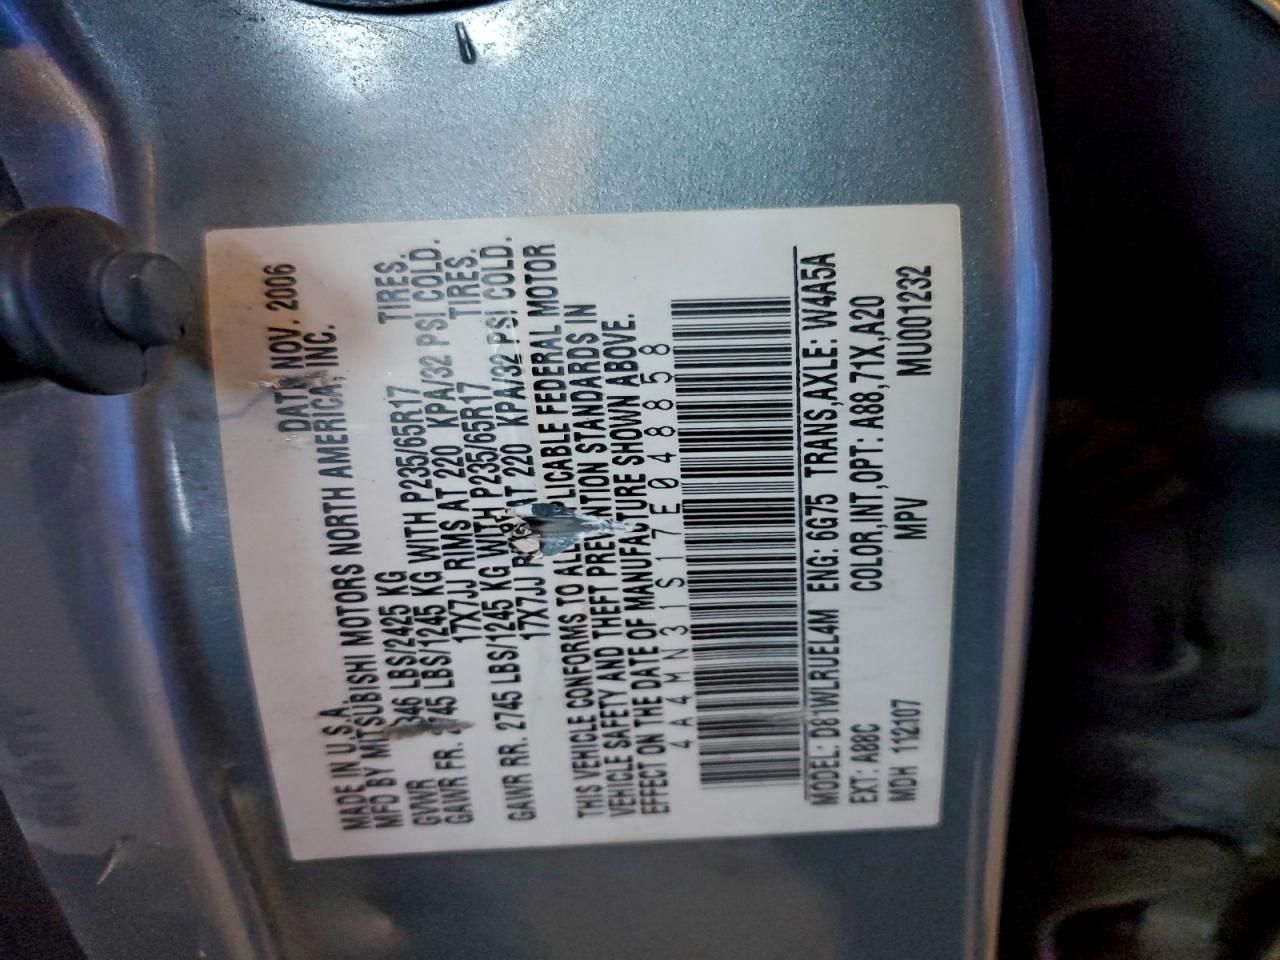 DATE NOV. 2006
MADE IN U.S.A.
MFD BY MITSUBISHI MOTORS NORTH AMERICA, INC.
GVWR 346 LBS/2425 KG
GAWR FR. 45 LBS/1245 KG WITH P235/65R17 TIRES.
17X7JJ RIMS AT 220 KPA/32 PSI COLD.
GAWR RR. 2745 LBS/1245 KG WITH P235/65R17 TIRES.
17X7JJ AT 220 KPA/32 PSI COLD.
THIS VEHICLE CONFORMS TO ALL LICABLE FEDERAL MOTOR
VEHICLE SAFETY AND THEFT PREVENTION STANDARDS IN
EFFECT ON THE DATE OF MANUFACTURE SHOWN ABOVE.
4A4MN31S17E048858
MODEL: D81WLRUEL4M ENG: 6G75 TRANS,AXLE: W4A5A
EXT: A88C COLOR,INT,OPT: A88,71X,A20
MDH 112107 MPV MU001232